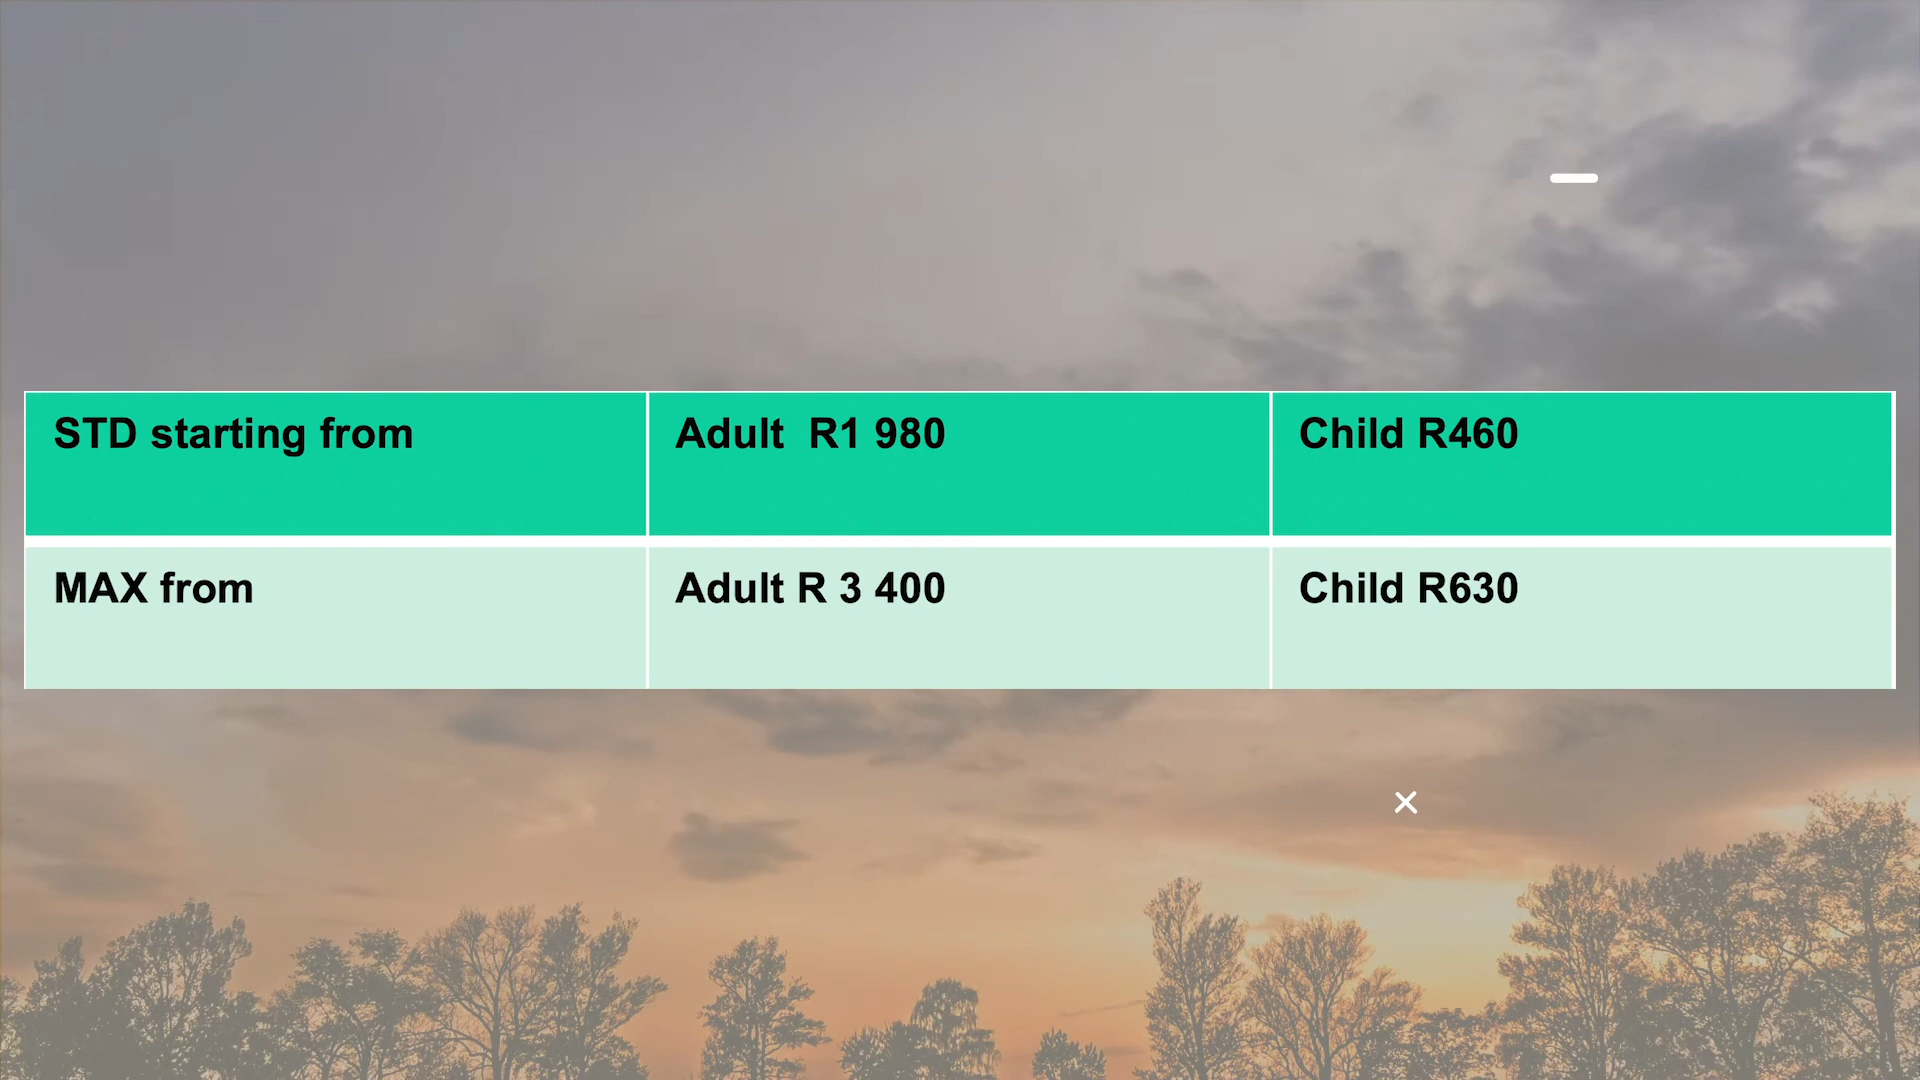 STD starting from Adult  R1 980 Child R460
MAX from Adult R 3 400 Child R630